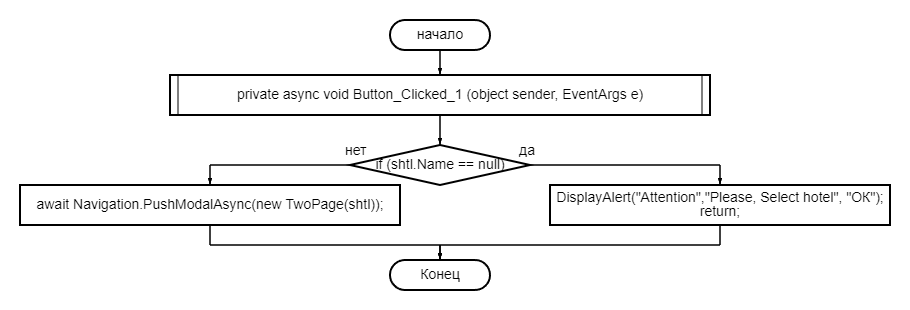 начало
private async void Button_Clicked_1 (object sender, EventArgs e)
нет
да
if (shtl.Name == null)
await Navigation.PushModalAsync(new TwoPage(shtl));
DisplayAlert("Attention","Please, Select hotel", "OK");
return;
Конец